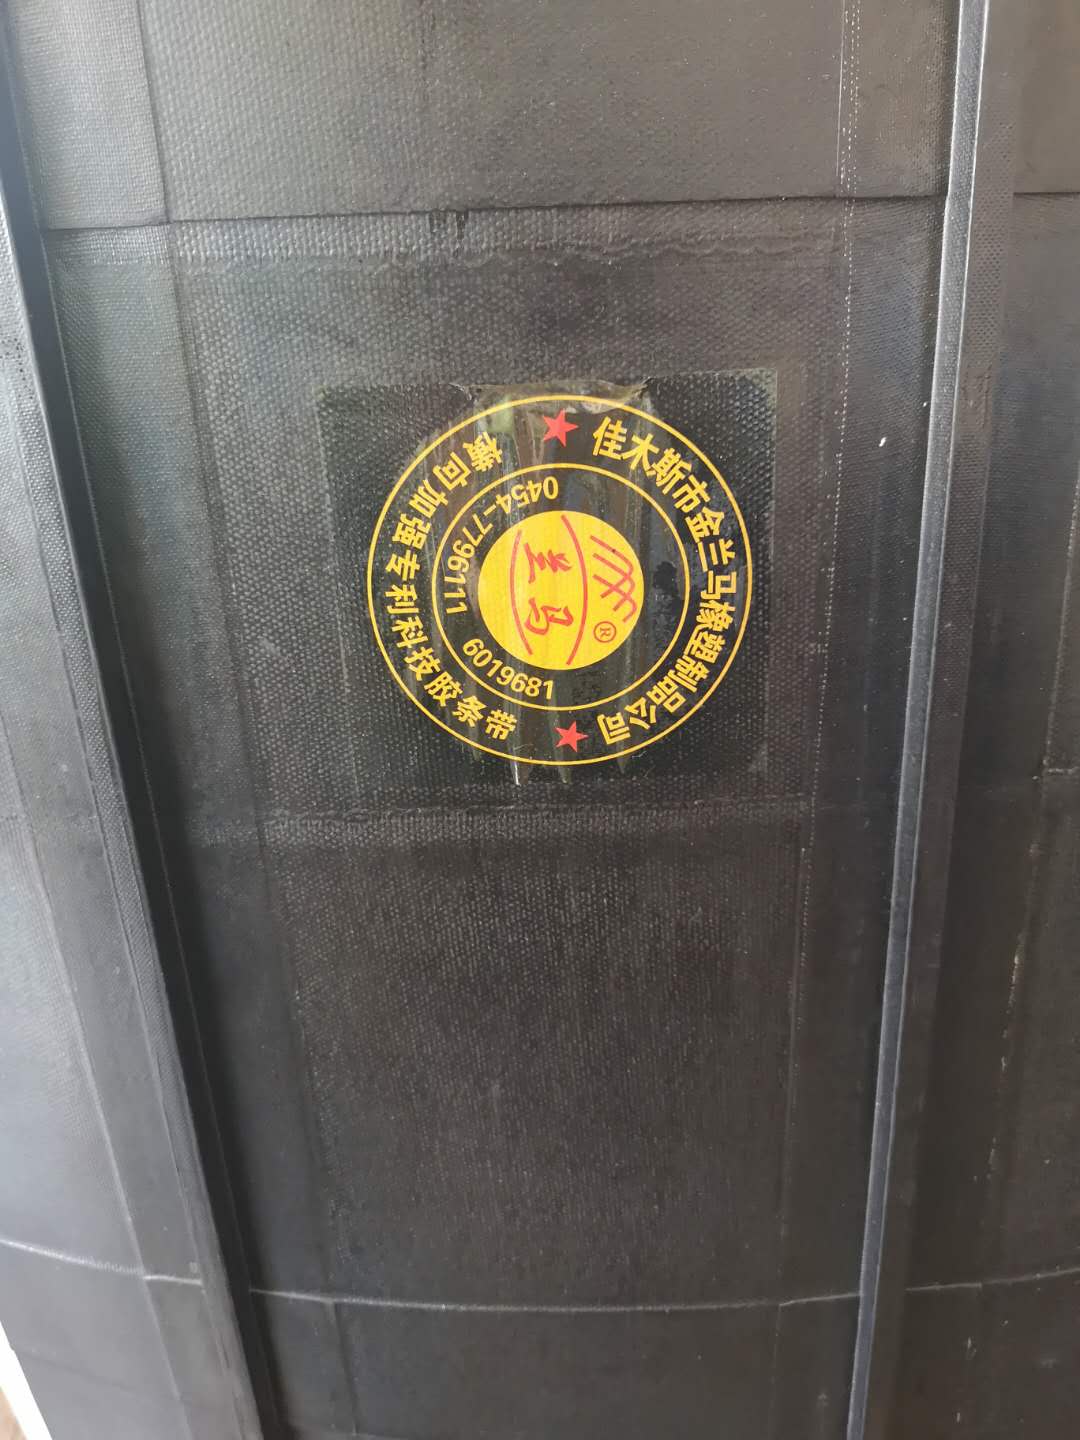 佳木斯市金兰马橡塑制品公司
横向加强专利科技胶条带
0454-7796111 6019681
兰马
®